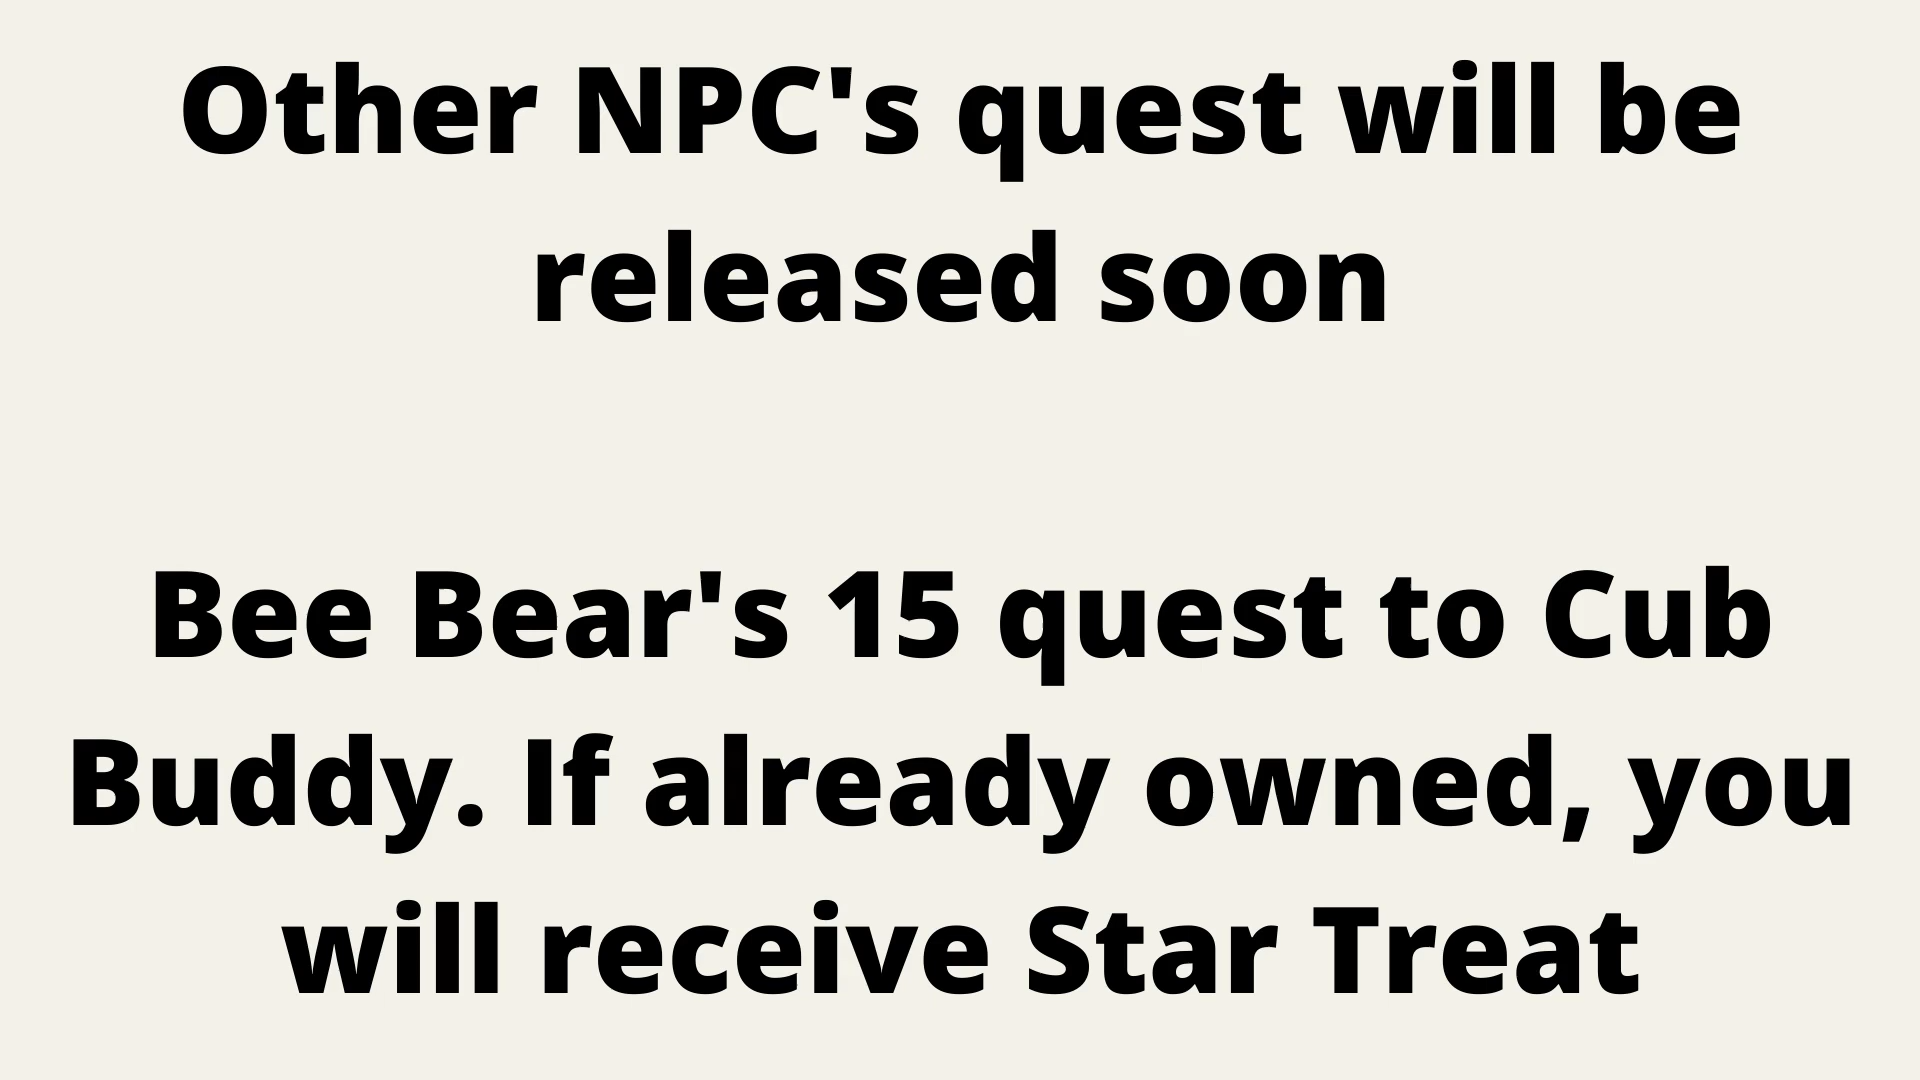 Other NPC's quest will be
released soon
Bee Bear's 15 quest to Cub
Buddy. If already owned, you
will receive Star Treat